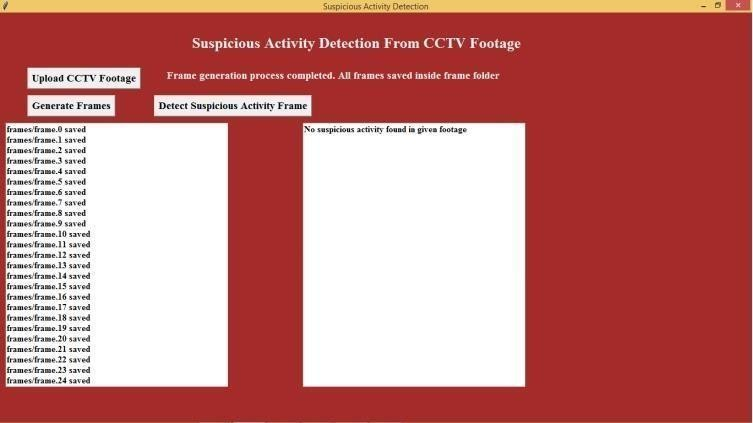 Suspicious Activity Detection
Suspicious Activity Detection From CCTV Footage
Upload CCTV Footage
Frame generation process completed. All frames saved inside frame folder
Generate Frames
Detect Suspicious Activity Frame
frames/frame.0 saved
frames/frame.1 saved
frames/frame.2 saved
frames/frame.3 saved
frames/frame.4 saved
frames/frame.5 saved
frames/frame.6 saved
frames/frame.7 saved
frames/frame.8 saved
frames/frame.9 saved
frames/frame.10 saved
frames/frame.11 saved
frames/frame.12 saved
frames/frame.13 saved
frames/frame.14 saved
frames/frame.15 saved
frames/frame.16 saved
frames/frame.17 saved
frames/frame.18 saved
frames/frame.19 saved
frames/frame.20 saved
frames/frame.21 saved
frames/frame.22 saved
frames/frame.23 saved
frames/frame.24 saved
No suspicious activity found in given footage